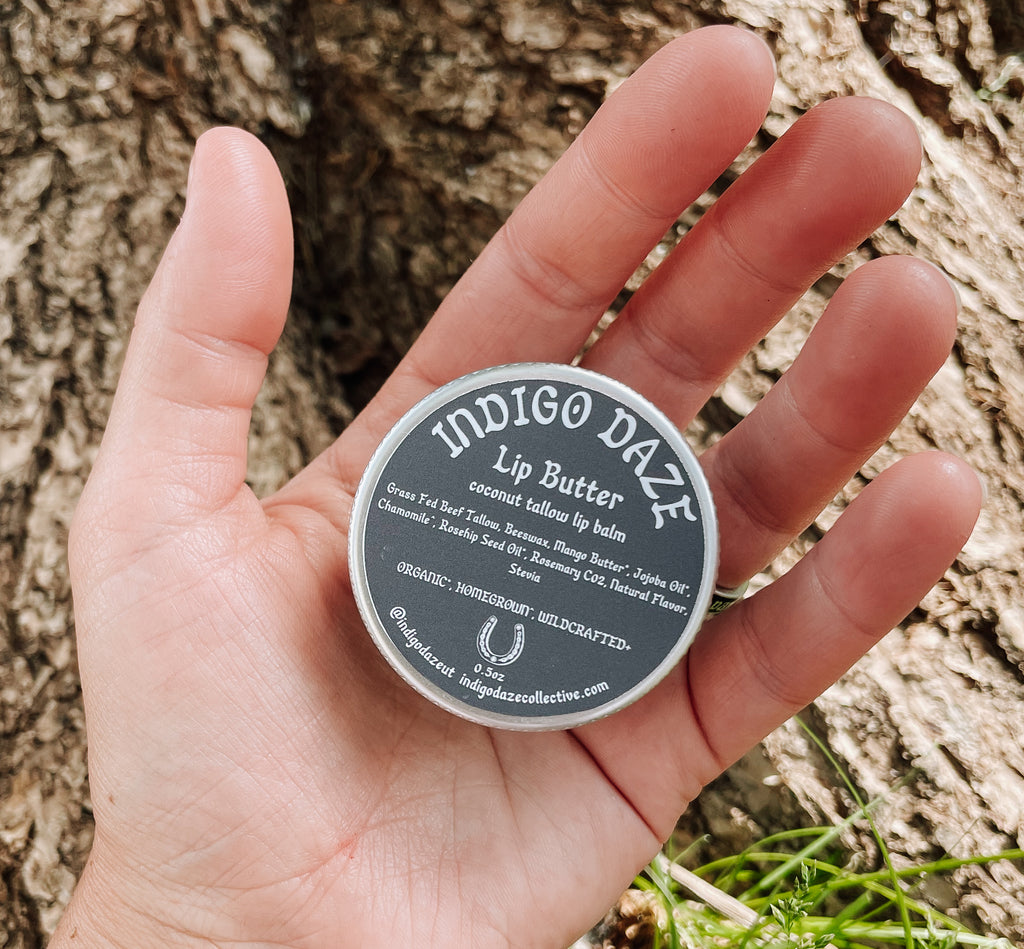 INDIGO DAZE
Lip Butter
coconut tallow lip balm
Grass Fed Beef Tallow, Beeswax, Mango Butter*, Jojoba Oil*,
Chamomile^, Rosehip Seed Oil*, Rosemary CO2, Natural Flavor,
Stevia
ORGANIC*, HOMEGROWN^, WILDCRAFTED+
0.5oz
@indigodazeut indigodazecollective.com